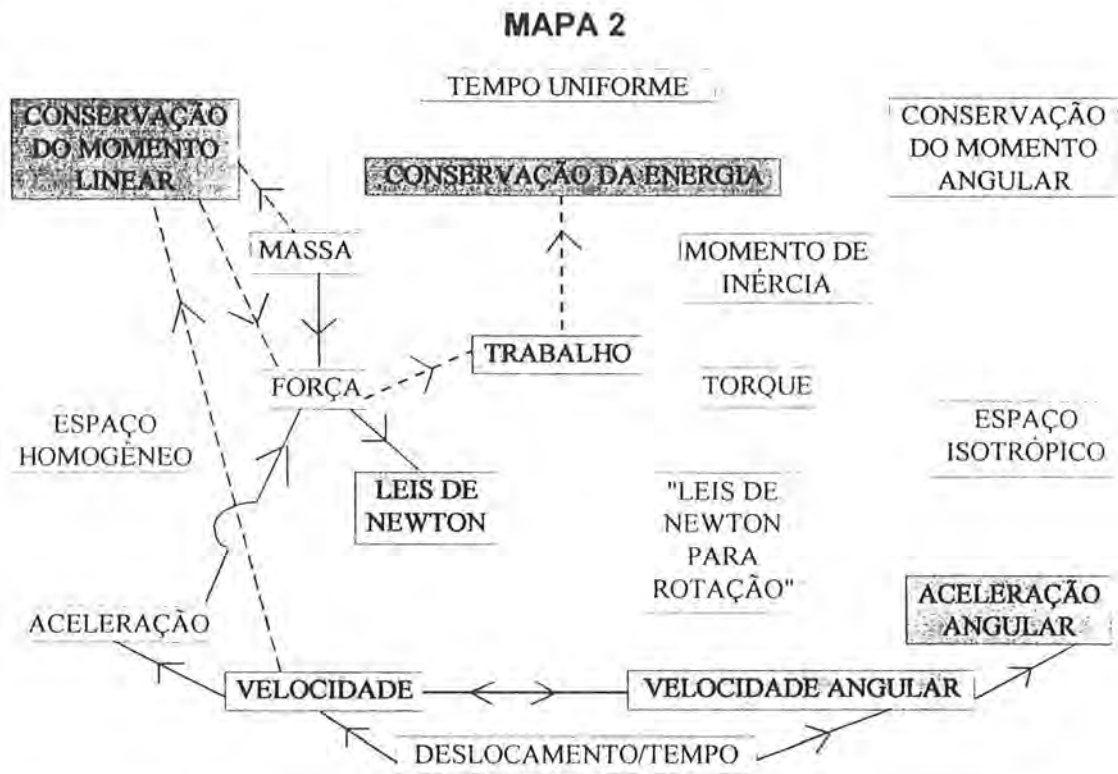 MAPA 2
TEMPO UNIFORME
CONSERVAÇÃO
DO MOMENTO
LINEAR
CONSERVAÇÃO
DO MOMENTO
ANGULAR
CONSERVAÇÃO DA ENERGIA
MASSA
MOMENTO DE
INÉRCIA
TRABALHO
FORÇA
TORQUE
ESPAÇO
HOMOGÊNEO
ESPAÇO
ISOTRÓPICO
LEIS DE
NEWTON
"LEIS DE
NEWTON
PARA
ROTAÇÃO"
ACELERAÇÃO
ACELERAÇÃO
ANGULAR
VELOCIDADE
VELOCIDADE ANGULAR
DESLOCAMENTO/TEMPO